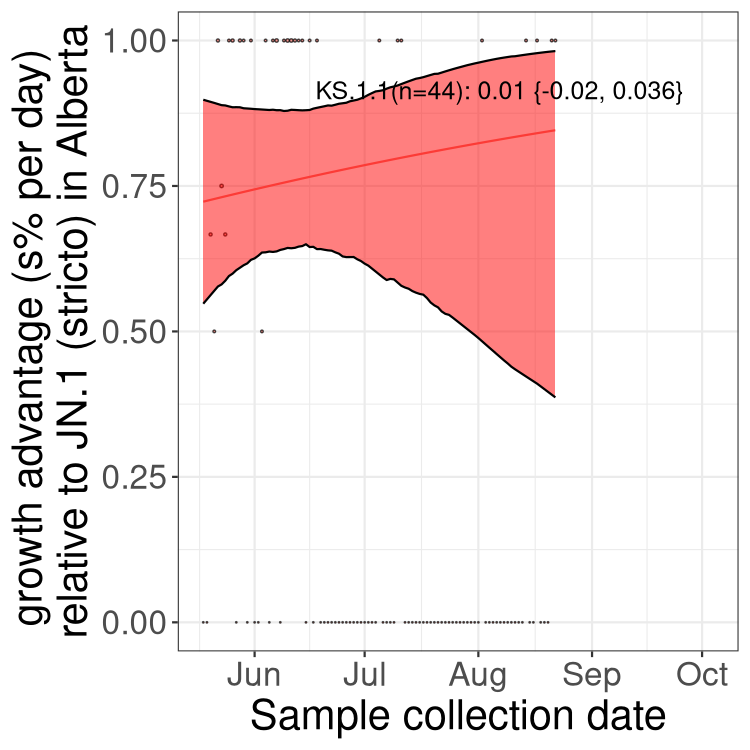 growth advantage (s% per day)
relative to JN.1 (stricto) in Alberta
1.00
0.75
0.50
0.25
0.00
KS.1.1(n=44): 0.01 {-0.02, 0.036}
Jun Jul Aug Sep Oct
Sample collection date